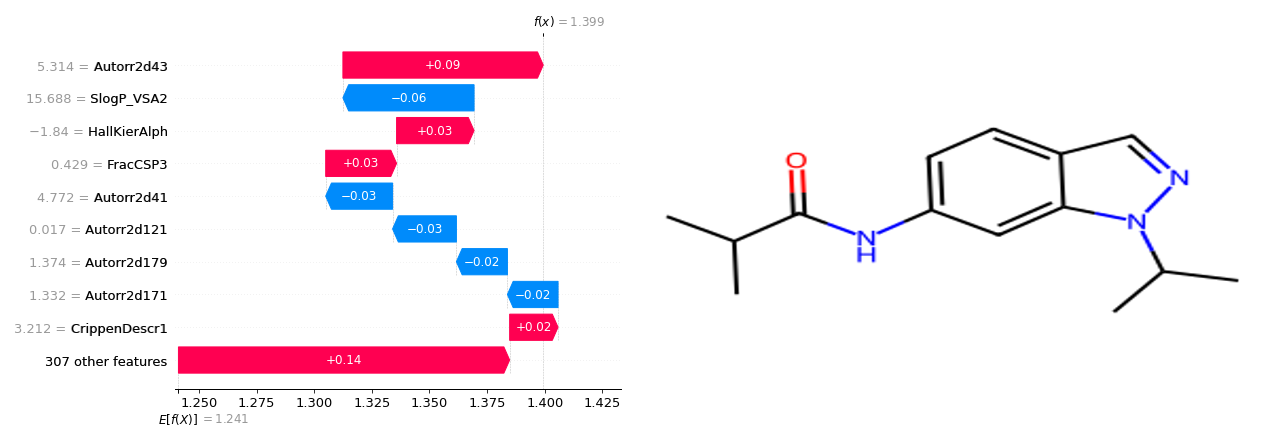 f(x) = 1.399
5.314 = Autorr2d43
+0.09
15.688 = SlogP_VSA2
−0.06
−1.84 = HallKierAlph
+0.03
0.429 = FracCSP3
+0.03
4.772 = Autorr2d41
−0.03
0.017 = Autorr2d121
−0.03
1.374 = Autorr2d179
−0.02
1.332 = Autorr2d171
−0.02
3.212 = CrippenDescr1
+0.02
307 other features
+0.14
1.250 1.275 1.300 1.325 1.350 1.375 1.400 1.425
E[f(X)] = 1.241
O
N
H
N
N